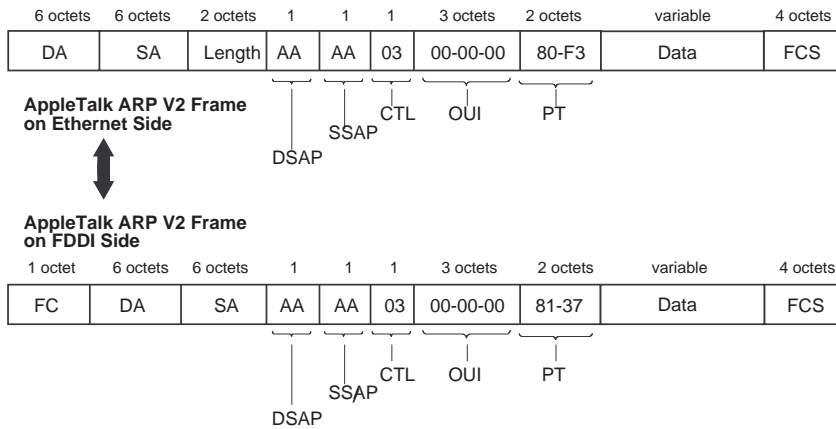 6 octets 6 octets 2 octets 1 1 1 3 octets 2 octets variable 4 octets
DA SA Length AA AA 03 00-00-00 80-F3 Data FCS
AppleTalk ARP V2 Frame
on Ethernet Side
CTL OUI PT
SSAP
DSAP
AppleTalk ARP V2 Frame
on FDDI Side
1 octet 6 octets 6 octets 1 1 1 3 octets 2 octets variable 4 octets
FC DA SA AA AA 03 00-00-00 81-37 Data FCS
CTL OUI PT
SSAP
DSAP